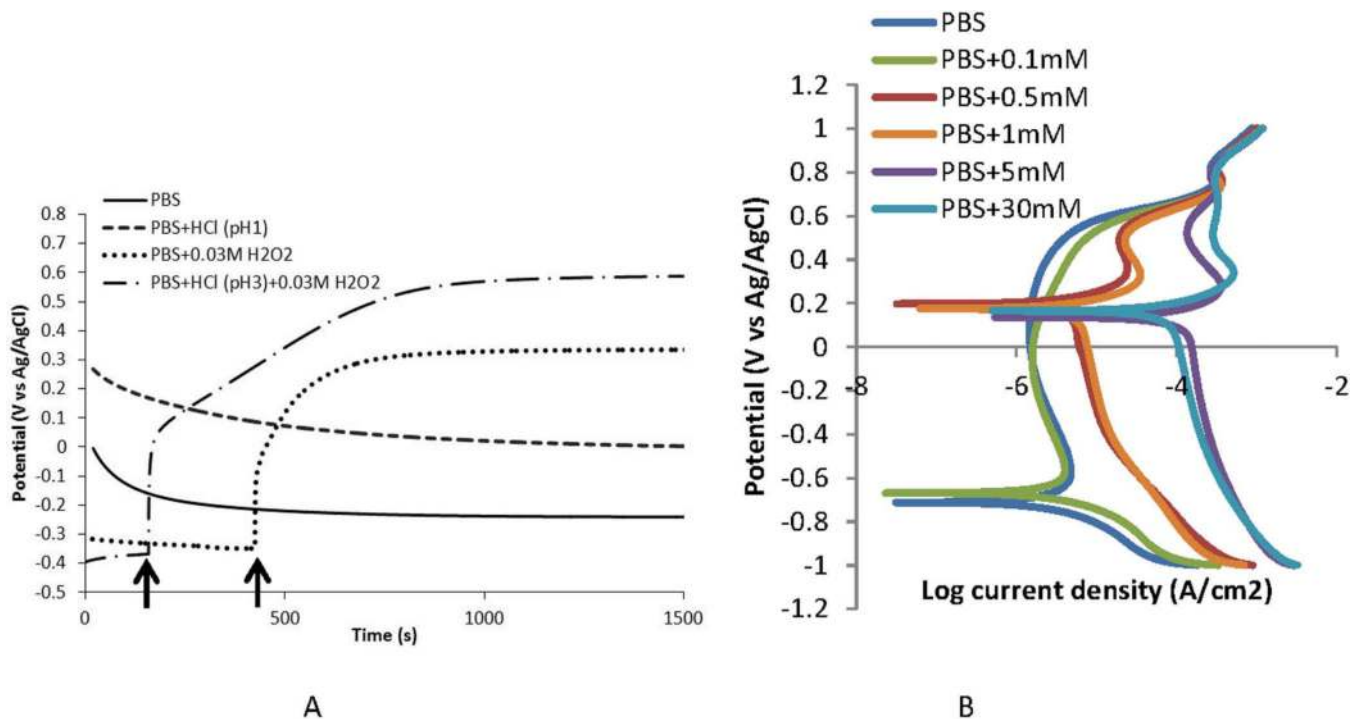 PBS
PBS+HCl (pH1)
PBS+0.03M H2O2
PBS+HCl (pH3)+0.03M H2O2
0.8
0.7
0.6
0.5
0.4
0.3
0.2
0.1
0
-0.1
-0.2
-0.3
-0.4
-0.5
Potential (V vs Ag/AgCl)
0
500
1000
1500
Time (s)
A
PBS
PBS+0.1mM
PBS+0.5mM
PBS+1mM
PBS+5mM
PBS+30mM
1.2
1
0.8
0.6
0.4
0.2
0
-0.2
-0.4
-0.6
-0.8
-1
-1.2
Potential (V vs Ag/AgCl)
-8
-6
-4
-2
Log current density (A/cm2)
B